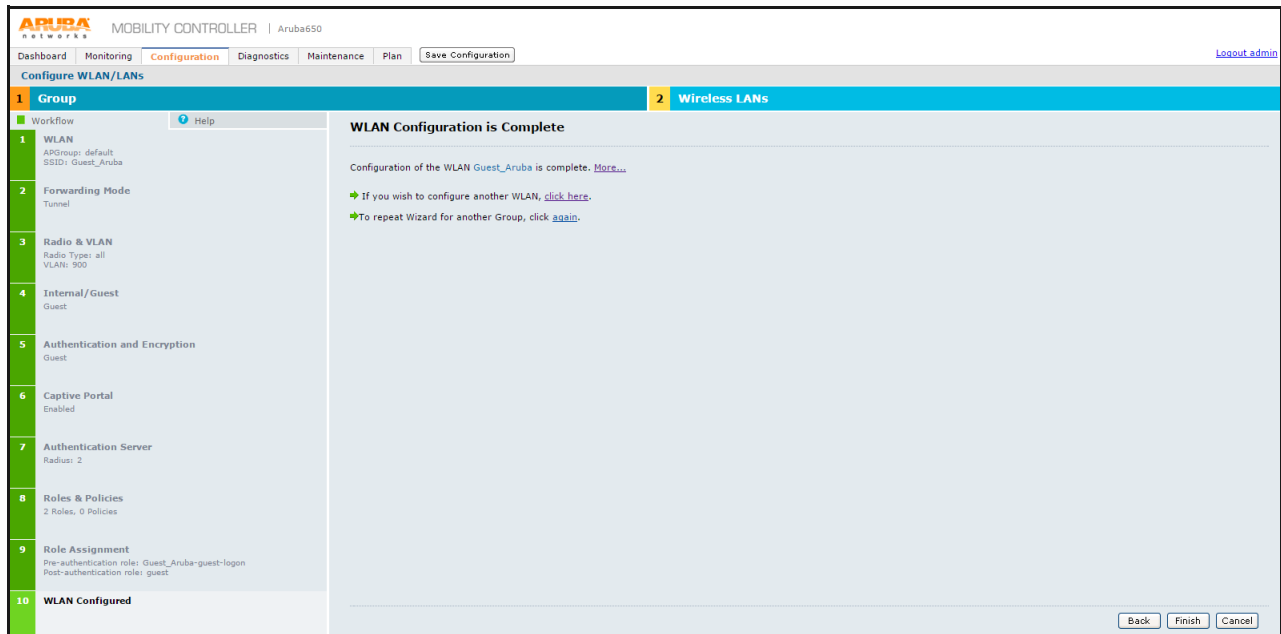 ARUBA networks MOBILITY CONTROLLER | Aruba650
Dashboard Monitoring Configuration Diagnostics Maintenance Plan Save Configuration Logout admin
Configure WLAN/LANs
1 Group 2 Wireless LANs
Workflow Help
1 WLAN
APGroup: default
SSID: Guest_Aruba
2 Forwarding Mode
Tunnel
3 Radio & VLAN
Radio Type: all
VLAN: 900
4 Internal/Guest
Guest
5 Authentication and Encryption
Guest
6 Captive Portal
Enabled
7 Authentication Server
Radius: 2
8 Roles & Policies
2 Roles, 0 Policies
9 Role Assignment
Pre-authentication role: Guest_Aruba-guest-logon
Post-authentication role: guest
10 WLAN Configured
WLAN Configuration is Complete
Configuration of the WLAN Guest_Aruba is complete. More...
If you wish to configure another WLAN, click here.
To repeat Wizard for another Group, click again.
Back Finish Cancel